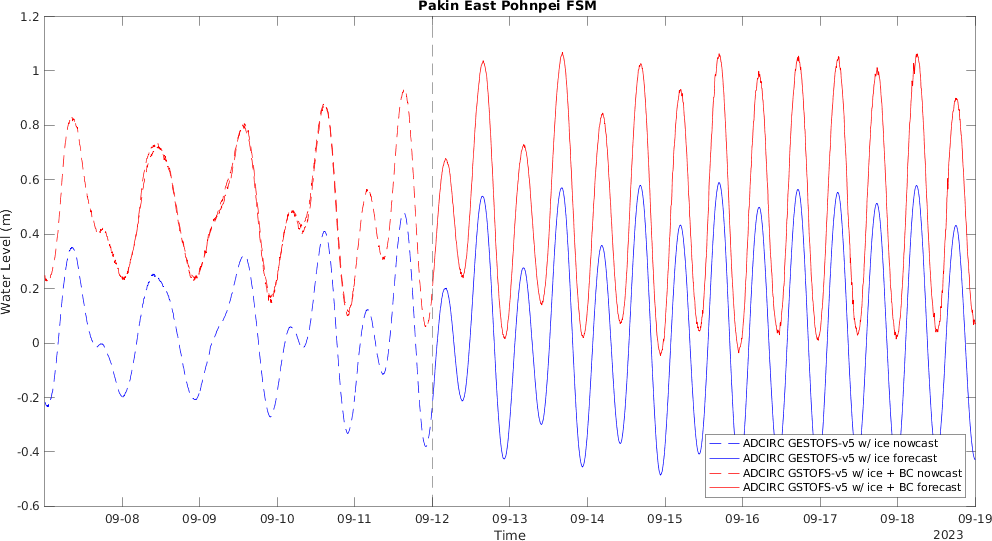 Pakin East Pohnpei FSM
1.2
1
0.8
0.6
0.4
0.2
0
-0.2
-0.4
-0.6
Water Level (m)
ADCIRC GESTOFS-v5 w/ ice nowcast
ADCIRC GESTOFS-v5 w/ ice forecast
ADCIRC GSTOFS-v5 w/ ice + BC nowcast
ADCIRC GSTOFS-v5 w/ ice + BC forecast
09-08 09-09 09-10 09-11 09-12 09-13 09-14 09-15 09-16 09-17 09-18 09-19
Time
2023